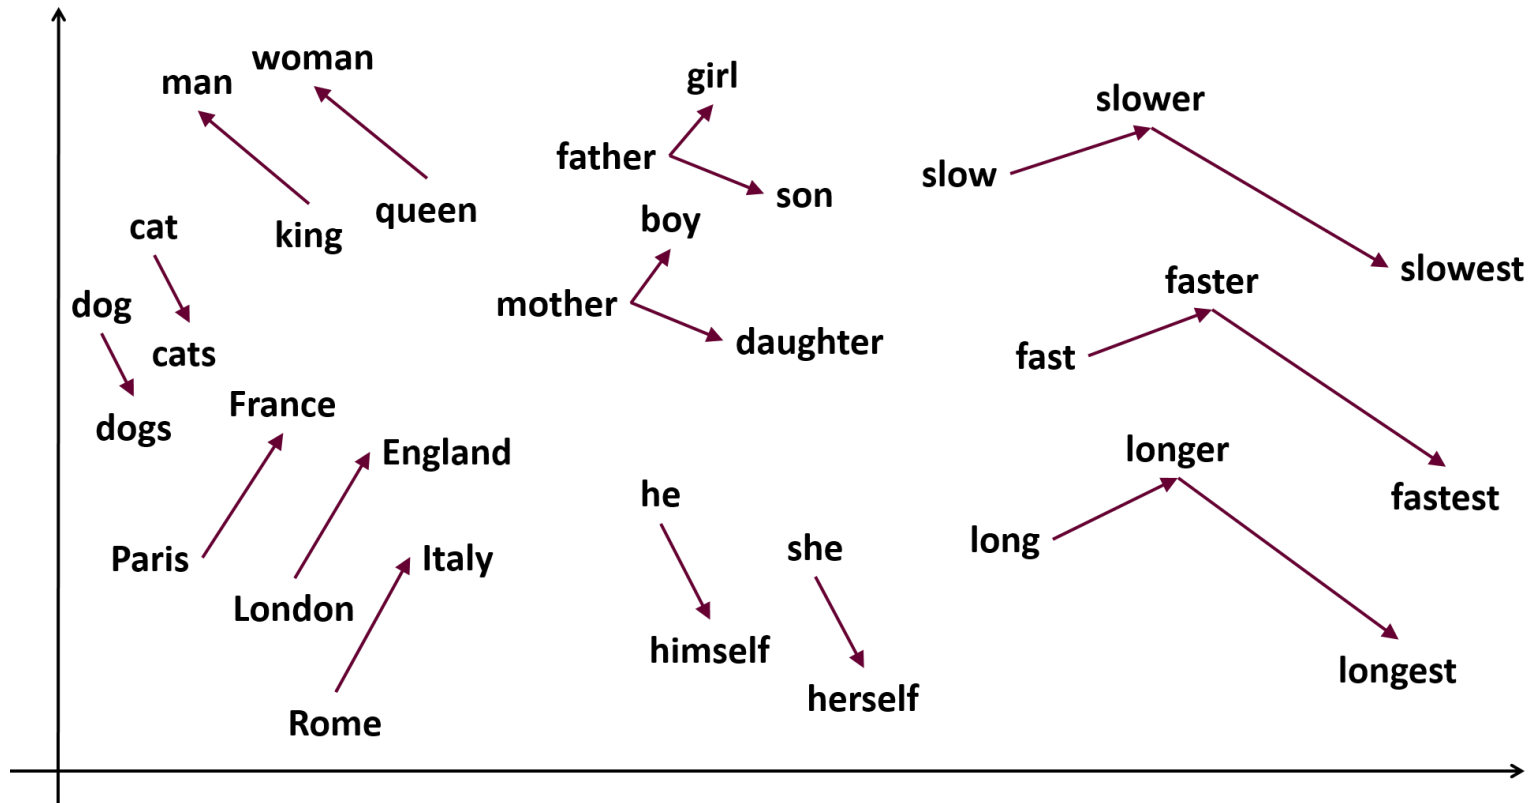 woman
man
king
queen
cat
cats
dog
dogs
France
Paris
England
London
Italy
Rome
girl
father
son
boy
mother
daughter
he
himself
she
herself
slower
slow
slowest
faster
fast
fastest
longer
long
longest